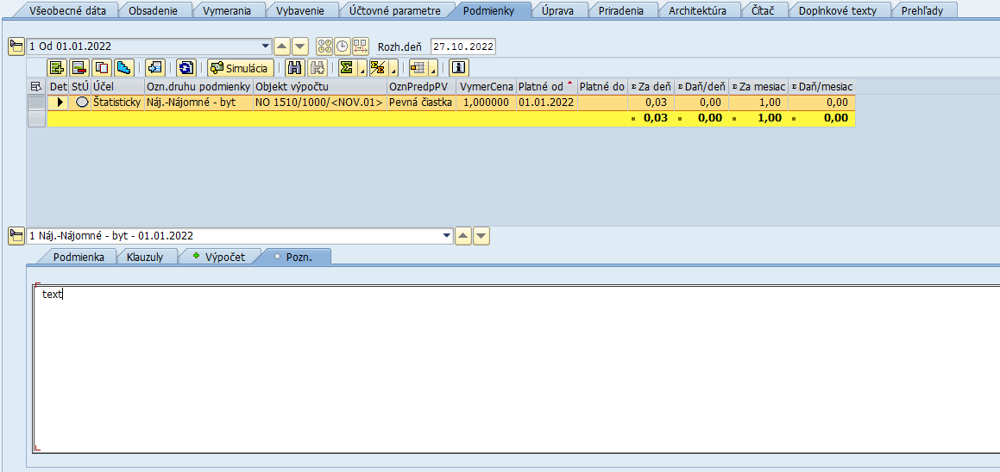 Všeobecné dáta Obsadenie Vymerania Vybavenie Účtovné parametre Podmienky Úprava Priradenia Architektúra Čítač Doplnkové texty Prehľady
1 Od 01.01.2022 Rozh.deň 27.10.2022
Simulácia
Det StÚ Účel Ozn.druhu podmienky Objekt výpočtu OznPredpPV VymerCena Platné od Platné do Σ Za deň Σ Daň/deň Σ Za mesiac Σ Daň/mesiac
Štatisticky Náj.-Nájomné - byt NO 1510/1000/<NOV.01> Pevná čiastka 1,000000 01.01.2022 0,03 0,00 1,00 0,00
0,03 0,00 1,00 0,00
1 Náj.-Nájomné - byt - 01.01.2022
Podmienka Klauzuly Výpočet Pozn.
text